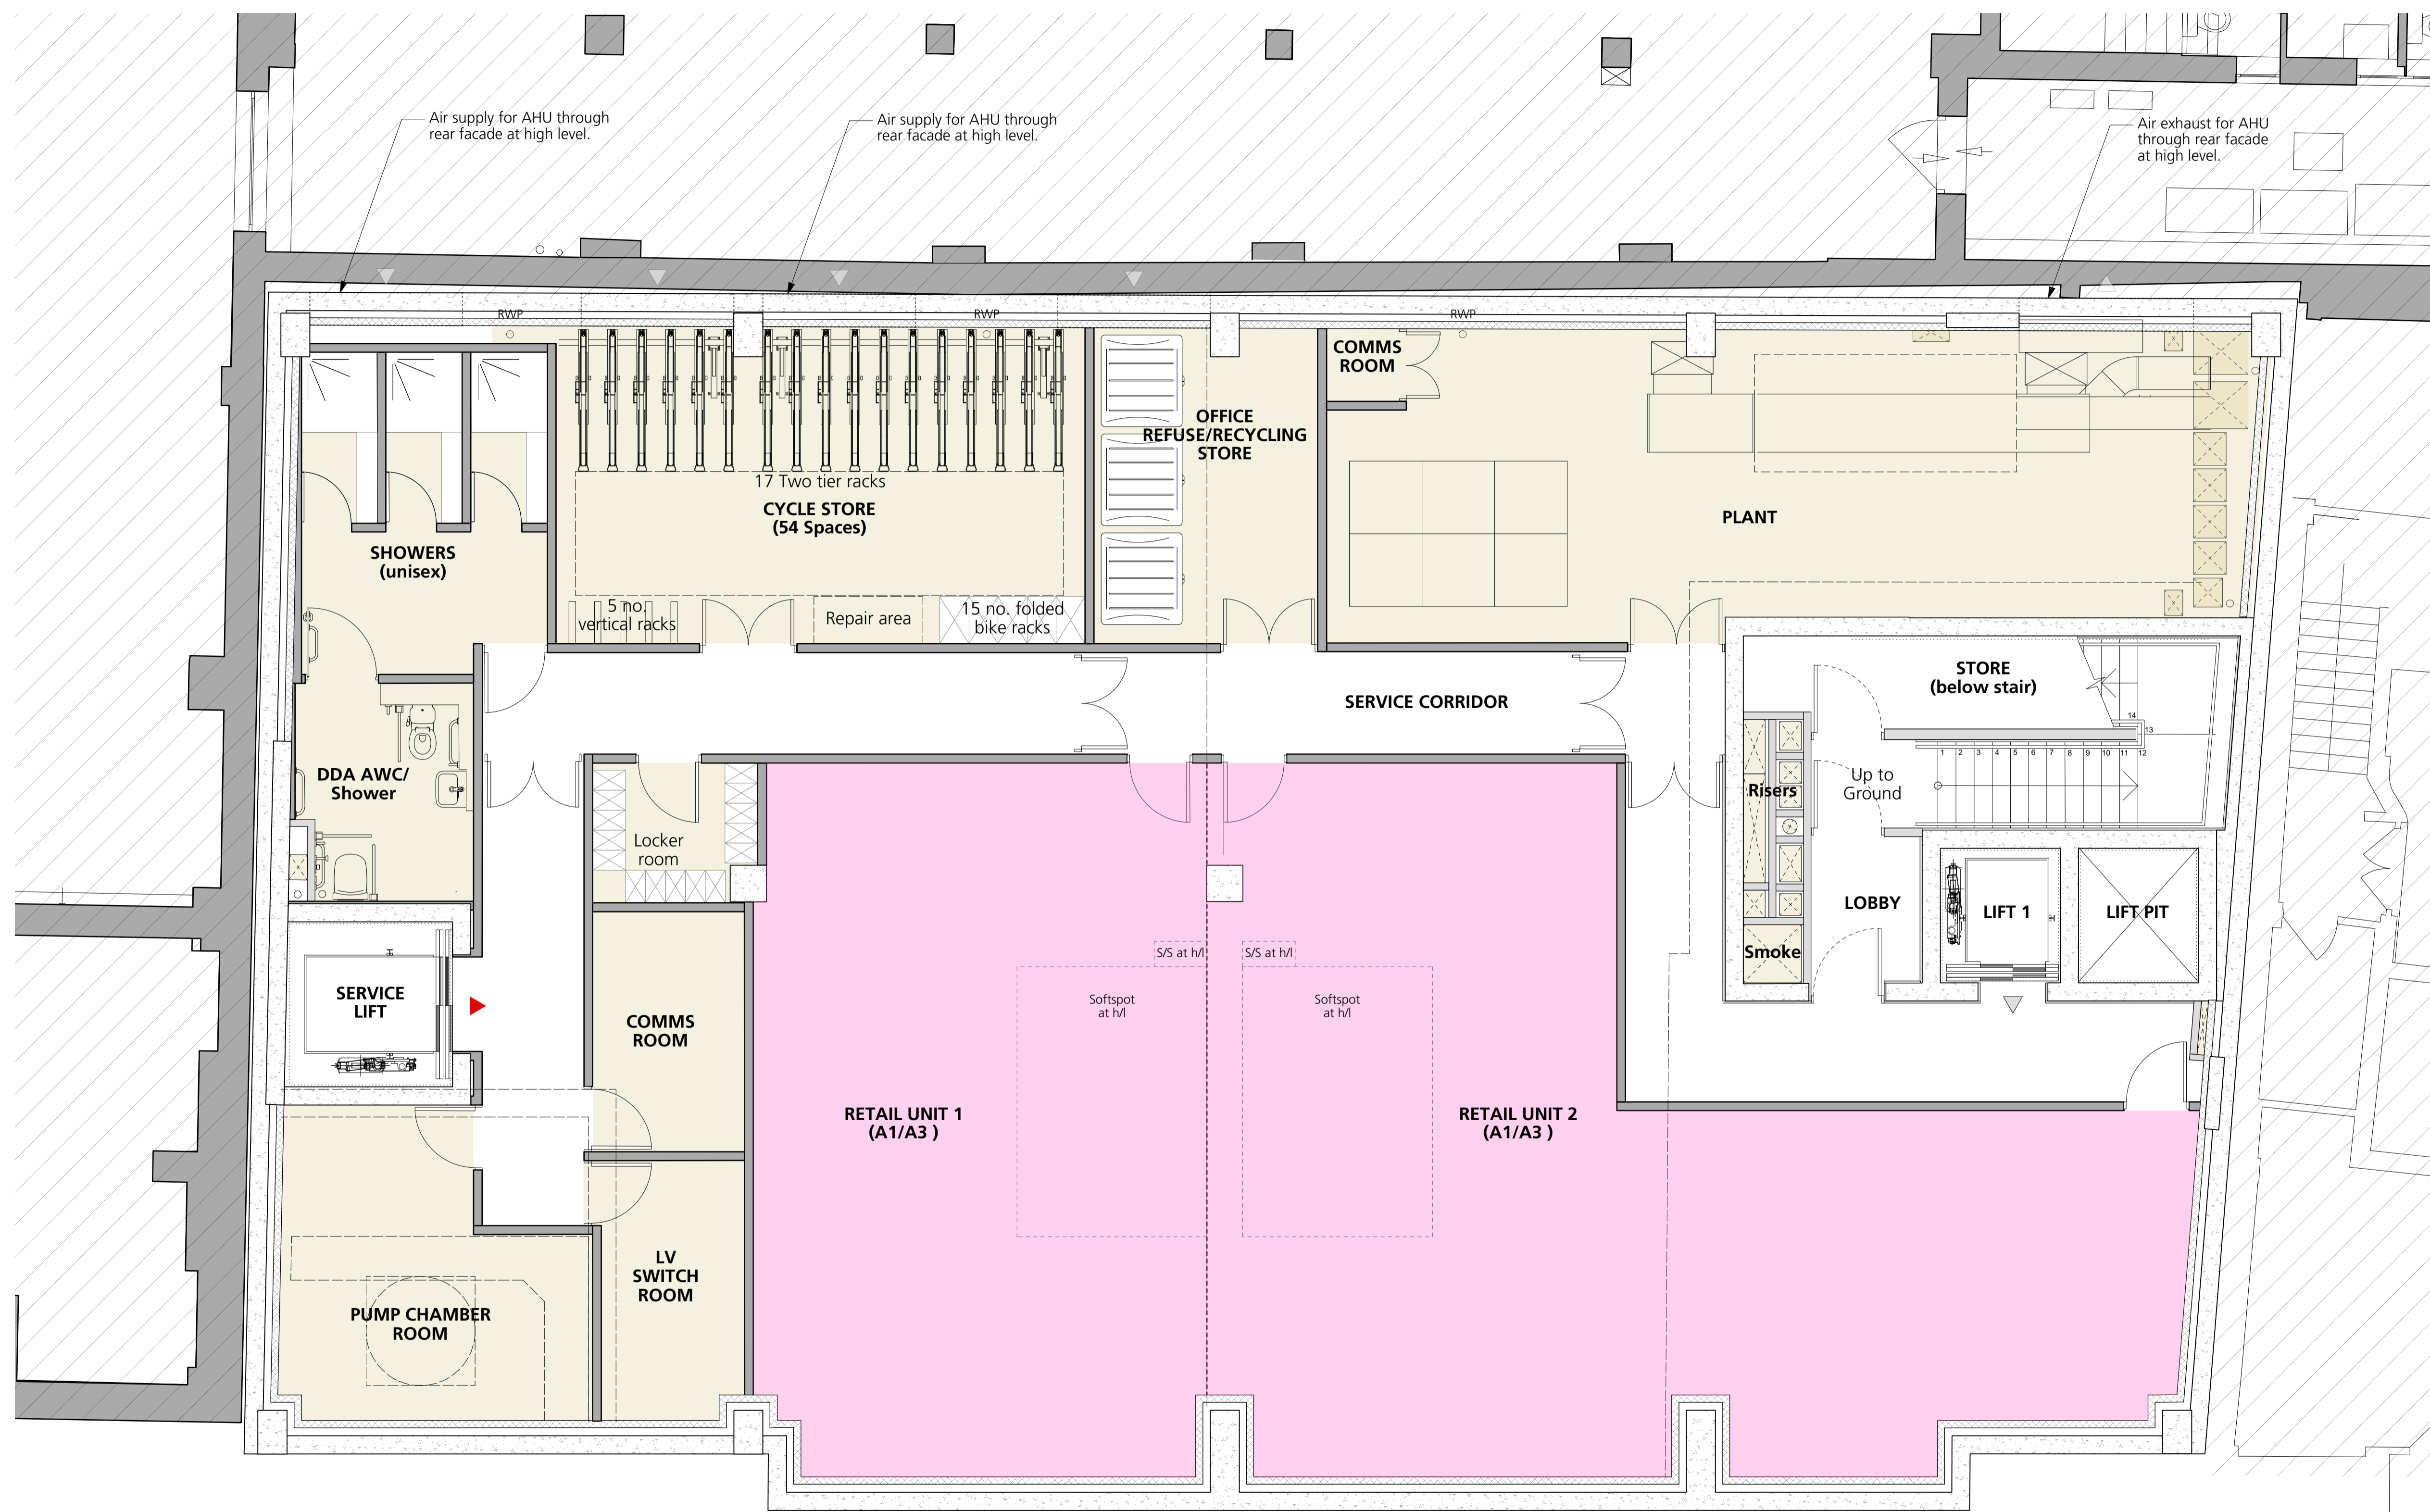 Air supply for AHU through
rear facade at high level.
Air supply for AHU through
rear facade at high level.
Air exhaust for AHU
through rear facade
at high level.
RWP
RWP
RWP
COMMS
ROOM
OFFICE
REFUSE/RECYCLING
STORE
17 Two tier racks
CYCLE STORE
(54 Spaces)
PLANT
SHOWERS
(unisex)
5 no.
vertical racks
Repair area
15 no. folded
bike racks
STORE
(below stair)
SERVICE CORRIDOR
14
13
1 2 3 4 5 6 7 8 9 10 11 12
DDA AWC/
Shower
Risers
Up to
Ground
Locker
room
LOBBY
LIFT 1
LIFT PIT
Smoke
S/S at h/l
S/S at h/l
SERVICE
LIFT
Softspot
at h/l
Softspot
at h/l
COMMS
ROOM
RETAIL UNIT 1
(A1/A3 )
RETAIL UNIT 2
(A1/A3 )
LV
SWITCH
ROOM
PUMP CHAMBER
ROOM